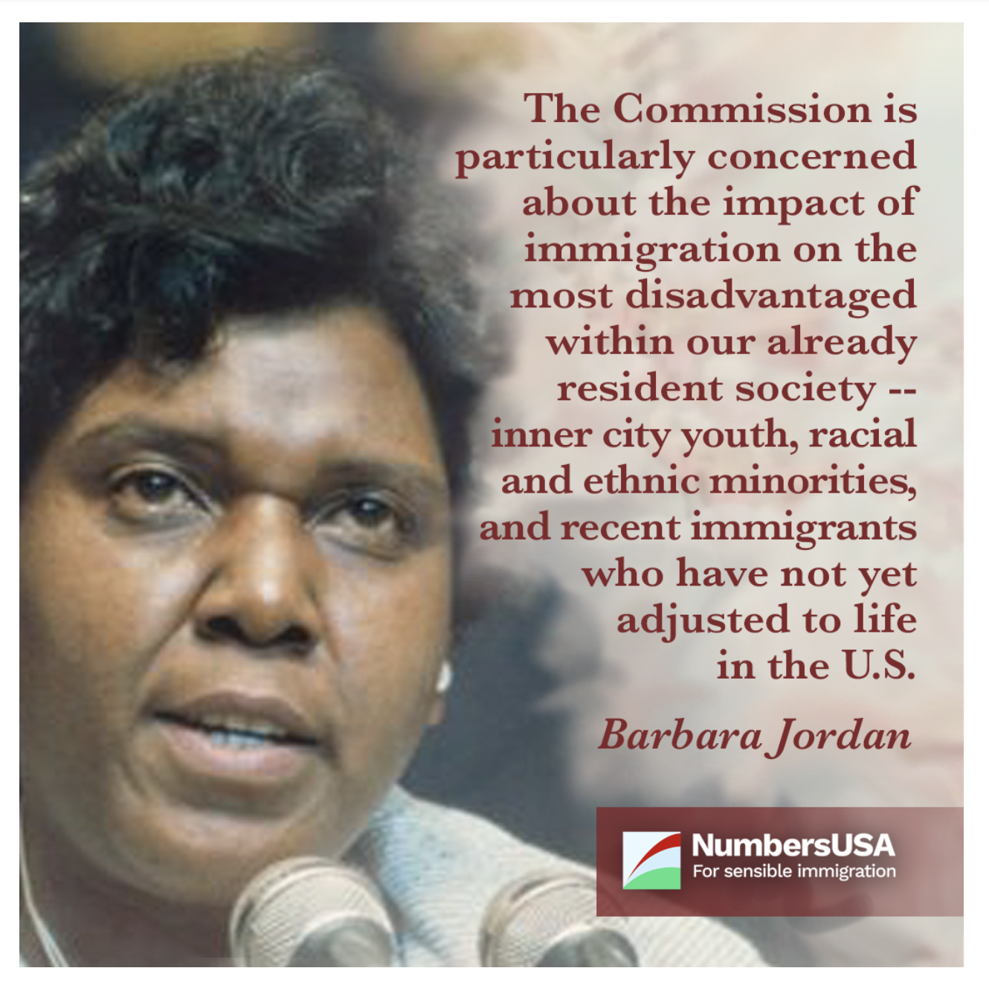 The Commission is
particularly concerned
about the impact of
immigration on the
most disadvantaged
within our already
resident society --
inner city youth, racial
and ethnic minorities,
and recent immigrants
who have not yet
adjusted to life
in the U.S.
Barbara Jordan
NumbersUSA
For sensible immigration